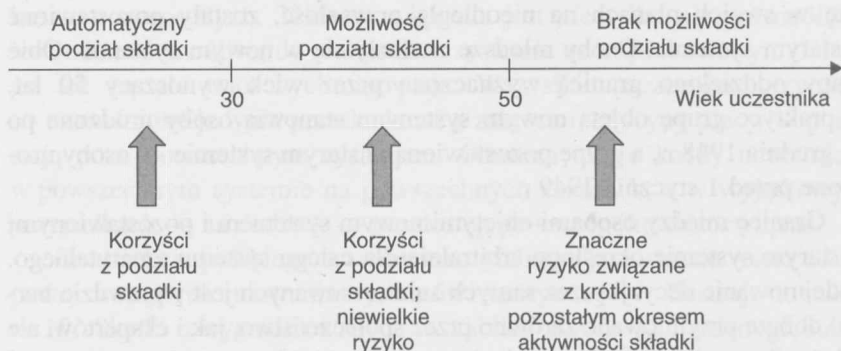 Automatyczny
podział składki
Możliwość
podziału składki
Brak możliwości
podziału składki
30
50
Wiek uczestnika
Korzyści
z podziału
składki
Korzyści
z podziału
składki;
niewielkie
ryzyko
Znaczne
ryzyko związane
z krótkim
pozostałym okresem
aktywności składki